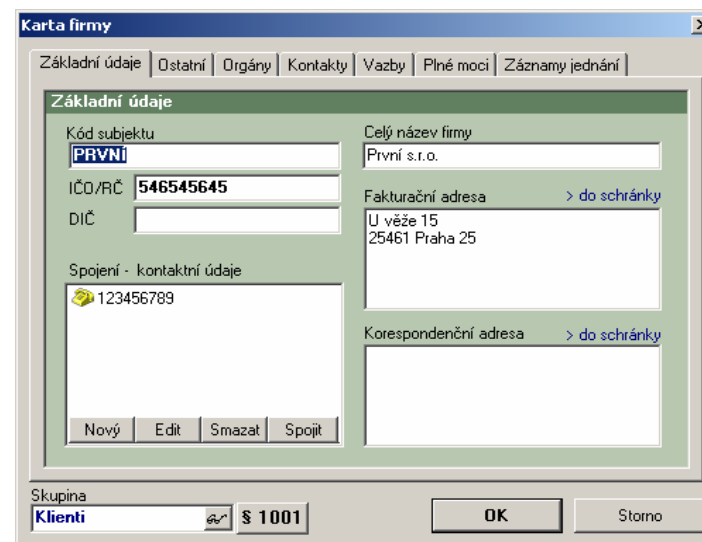 Karta firmy
Základní údaje Ostatní Orgány Kontakty Vazby Plné moci Záznamy jednání
Základní údaje
Kód subjektu
PRVNÍ
IČO/RČ 546545645
DIČ
Spojení - kontaktní údaje
123456789
Nový Edit Smazat Spojit
Celý název firmy
První s.r.o.
Fakturační adresa > do schránky
U věže 15
25461 Praha 25
Korespondenční adresa > do schránky
Skupina
Klienti § 1001 OK Storno